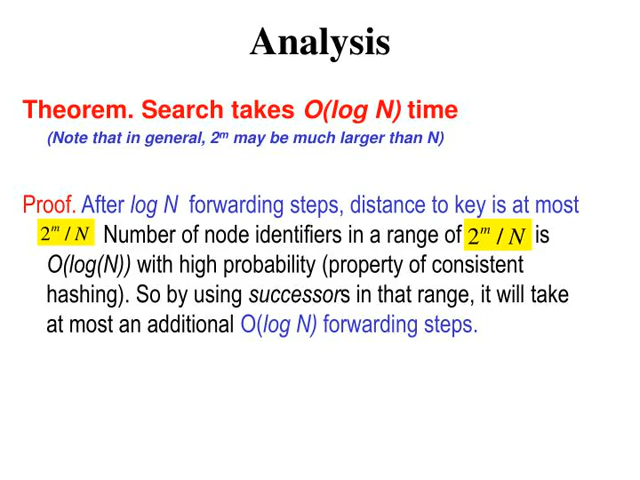 Analysis
Theorem. Search takes O(log N) time
(Note that in general, 2ᵐ may be much larger than N)
Proof. After log N forwarding steps, distance to key is at most
2ᵐ / N Number of node identifiers in a range of 2ᵐ / N is
O(log(N)) with high probability (property of consistent
hashing). So by using successors in that range, it will take
at most an additional O(log N) forwarding steps.